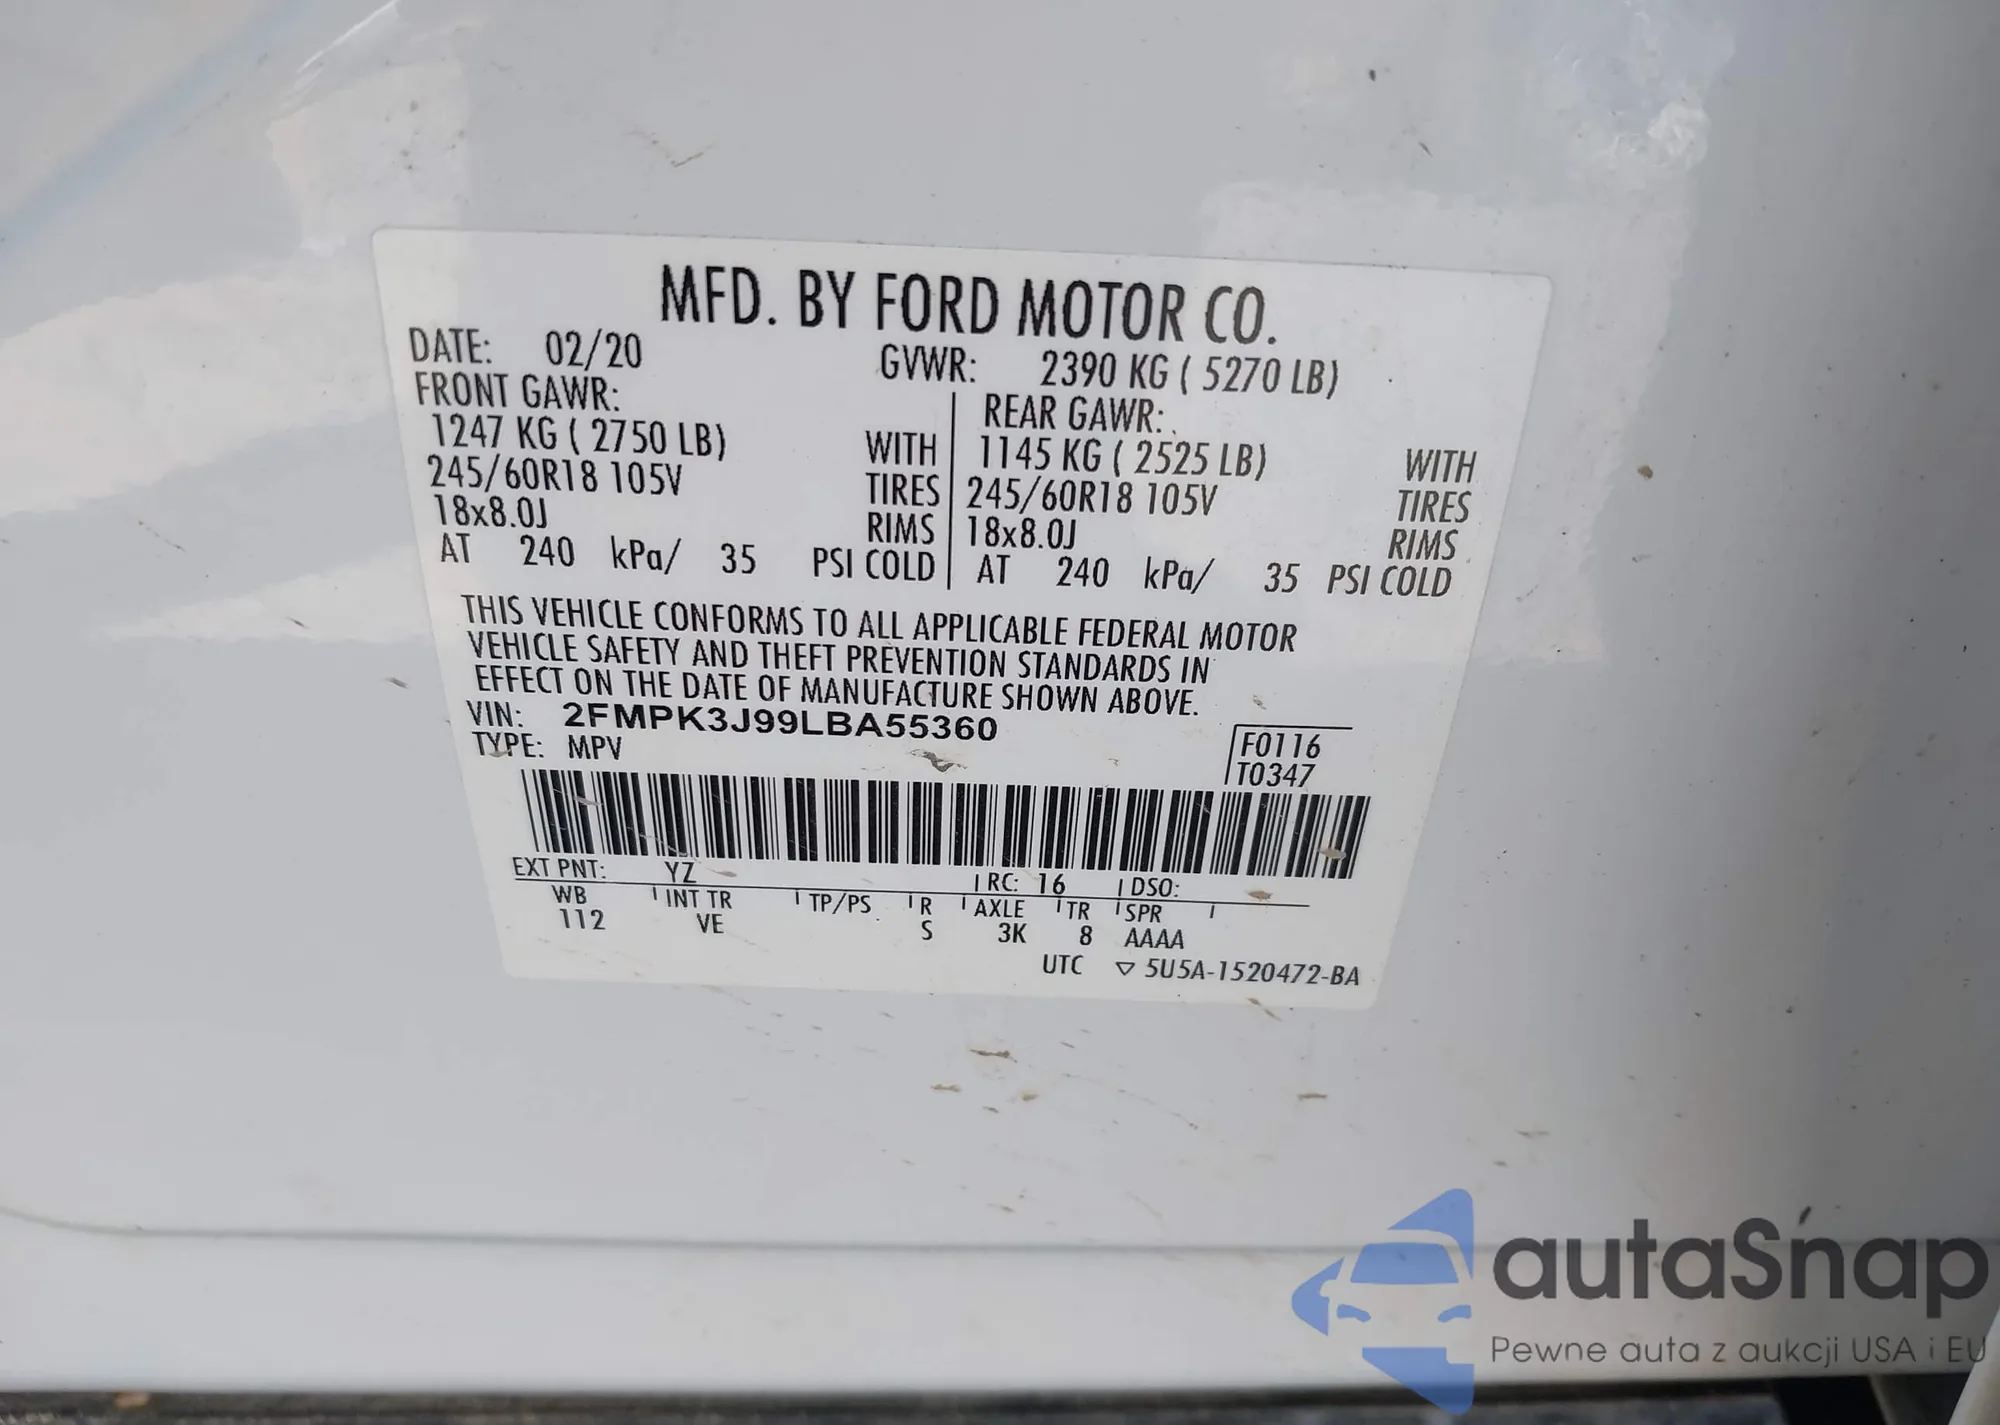 MFD. BY FORD MOTOR CO.
DATE: 02/20 GVWR: 2390 KG ( 5270 LB)
FRONT GAWR: REAR GAWR:
1247 KG ( 2750 LB) WITH 1145 KG ( 2525 LB) WITH
245/60R18 105V TIRES 245/60R18 105V TIRES
18x8.0J RIMS 18x8.0J RIMS
AT 240 kPa/ 35 PSI COLD AT 240 kPa/ 35 PSI COLD
THIS VEHICLE CONFORMS TO ALL APPLICABLE FEDERAL MOTOR
VEHICLE SAFETY AND THEFT PREVENTION STANDARDS IN
EFFECT ON THE DATE OF MANUFACTURE SHOWN ABOVE.
VIN: 2FMPK3J99LBA55360
TYPE: MPV
F0116
T0347
EXT PNT: YZ RC: 16 DSO:
WB INT TR TP/PS R AXLE TR SPR
112 VE S 3K 8 AAAA
UTC ▽ 5U5A-1520472-BA
autaSnap
Pewne auta z aukcji USA i EU